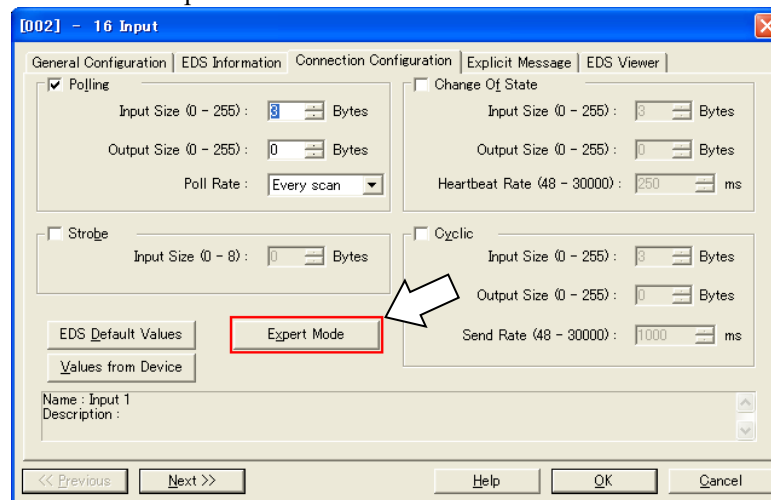 [002] - 16 Input
General Configuration EDS Information Connection Configuration Explicit Message EDS Viewer
Polling
Input Size (0 - 255) : 3 Bytes
Output Size (0 - 255) : 0 Bytes
Poll Rate : Every scan
Change Of State
Input Size (0 - 255) : 3 Bytes
Output Size (0 - 255) : 0 Bytes
Heartbeat Rate (48 - 30000) : 250 ms
Strobe
Input Size (0 - 8) : 0 Bytes
Cyclic
Input Size (0 - 255) : 3 Bytes
Output Size (0 - 255) : 0 Bytes
Send Rate (48 - 30000) : 1000 ms
EDS Default Values
Expert Mode
Values from Device
Name : Input 1
Description :
<< Previous Next >> Help OK Cancel